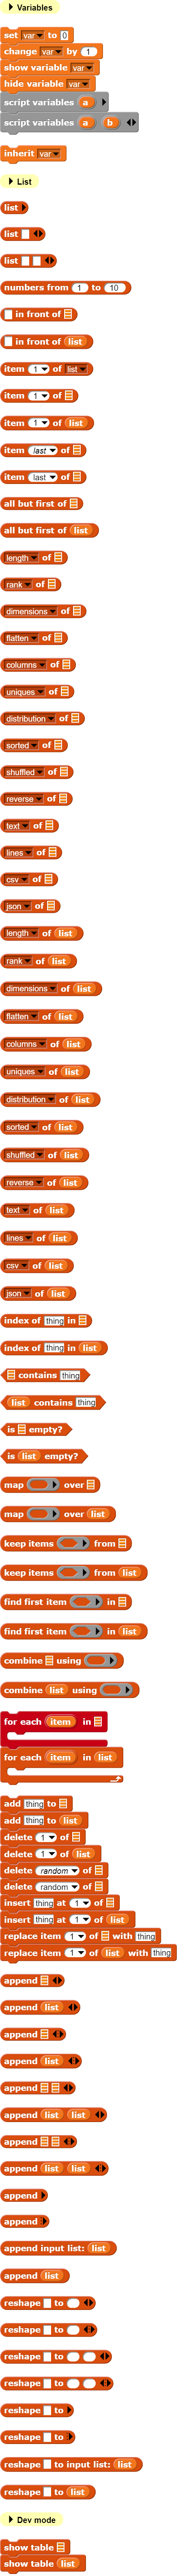 Variables
set var to 0
change var by 1
show variable var
hide variable var
script variables a
script variables a b
inherit var
List
list
list
list
numbers from 1 to 10
in front of
in front of list
item 1 of list
item 1 of
item 1 of list
item last of
item last of
all but first of
all but first of list
length of
rank of
dimensions of
flatten of
columns of
uniques of
distribution of
sorted of
shuffled of
reverse of
text of
lines of
csv of
json of
length of list
rank of list
dimensions of list
flatten of list
columns of list
uniques of list
distribution of list
sorted of list
shuffled of list
reverse of list
text of list
lines of list
csv of list
json of list
index of thing in
index of thing in list
contains thing
list contains thing
is empty?
is list empty?
map over
map over list
keep items from
keep items from list
find first item in
find first item in list
combine using
combine list using
for each item in
for each item in list
add thing to
add thing to list
delete 1 of
delete 1 of list
delete random of
delete random of
insert thing at 1 of
insert thing at 1 of list
replace item 1 of with thing
replace item 1 of list with thing
append
append list
append
append list
append
append list list
append
append list list
append
append
append input list: list
append list
reshape to
reshape to
reshape to
reshape to
reshape to
reshape to
reshape to input list: list
reshape to list
Dev mode
show table
show table list